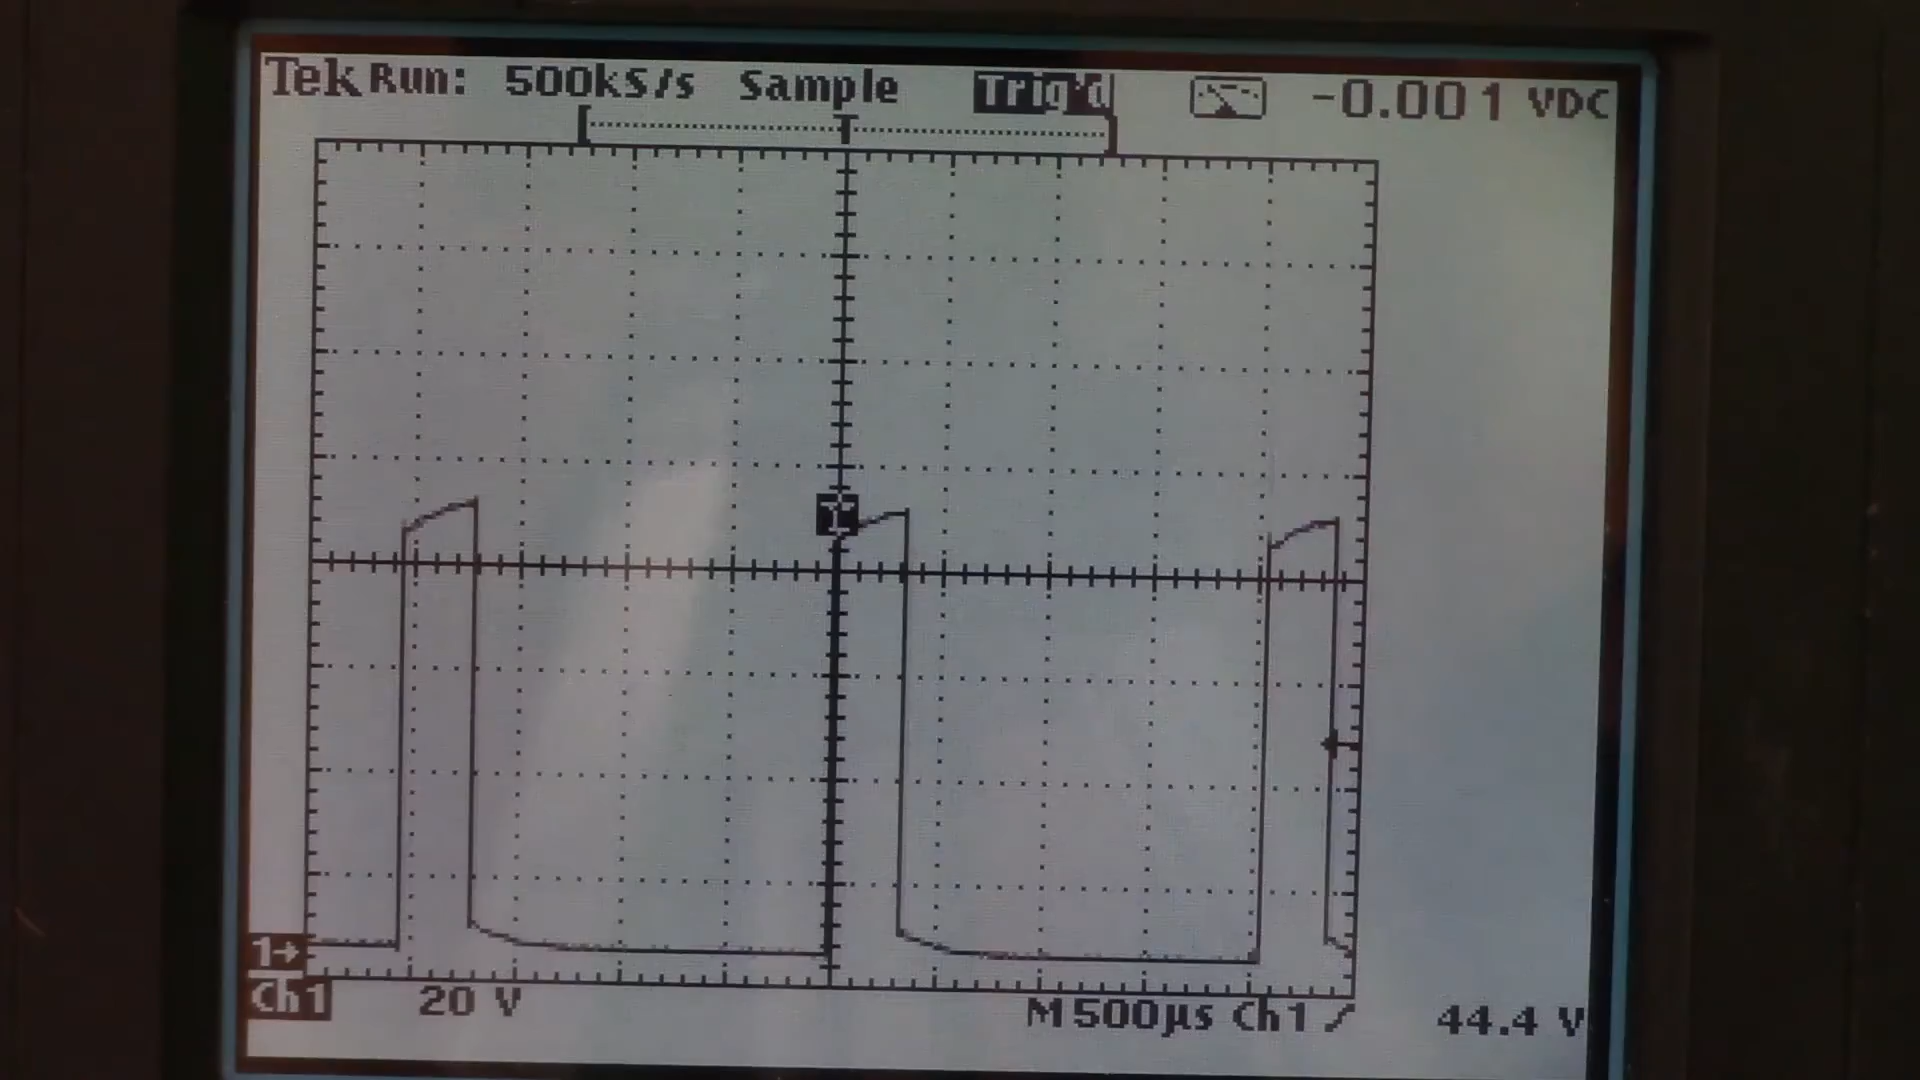 Tek Run: 500kS/s Sample Trig'd -0.001 VDC
T
1
Ch1 20 V M 500µs Ch1 44.4 V